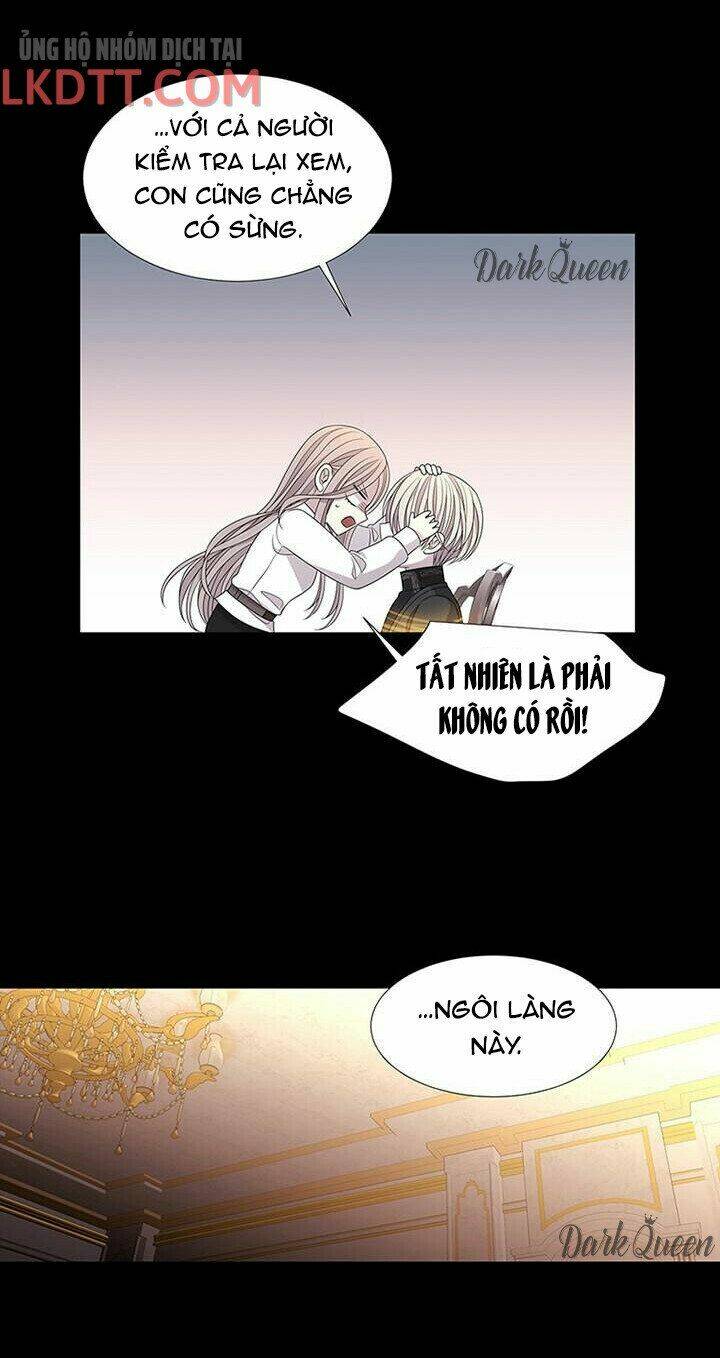 ỦNG HỘ NHÓM DỊCH TẠI
LKDTT.COM
...VỚI CẢ NGƯỜI
KIỂM TRA LẠI XEM,
CON CŨNG CHẲNG
CÓ SỪNG.
Dark Queen
TẤT NHIÊN LÀ PHẢI
KHÔNG CÓ RỒI!
...NGÔI LÀNG
NÀY.
Dark Queen